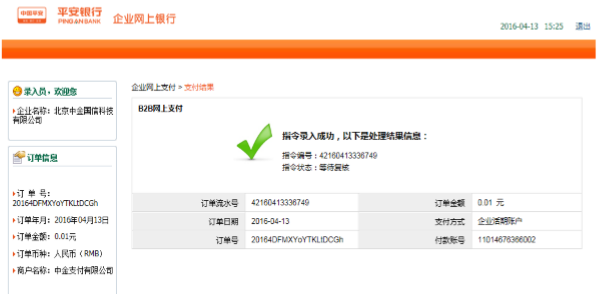 中国平安
平安银行
PINGAN BANK
企业网上银行
2016-04-13 15:25 退出
录入员，欢迎您
企业名称：北京中金国信科技
有限公司
订单信息
订 单 号：
20164DFMXYoYTKLtDCGh
订单年月：2016年04月13日
订单金额：0.01元
订单币种：人民币（RMB）
商户名称：中金支付有限公司
企业网上支付 > 支付结果
B2B网上支付
指令录入成功，以下是处理结果信息：
指令编号：42160413336749
指令状态：等待复核
订单流水号 42160413336749 订单金额 0.01 元
订单日期 2016-04-13 支付方式 企业活期账户
订单号 20164DFMXYoYTKLtDCGh 付款账号 11014676366002